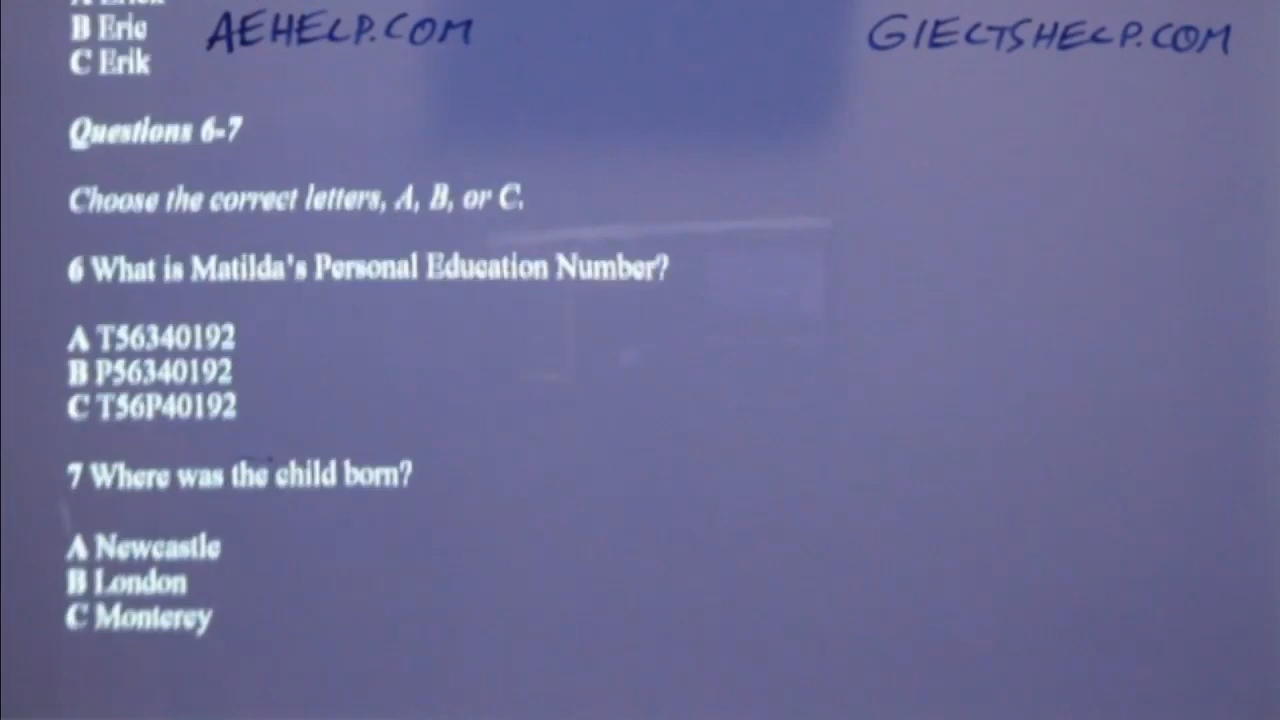 B Eric
AEHELP.COM
GIELTSHELP.COM
C Erik
Questions 6-7
Choose the correct letters, A, B, or C.
6 What is Matilda's Personal Education Number?
A T56340192
B P56340192
C T56P40192
7 Where was the child born?
A Newcastle
B London
C Monterey